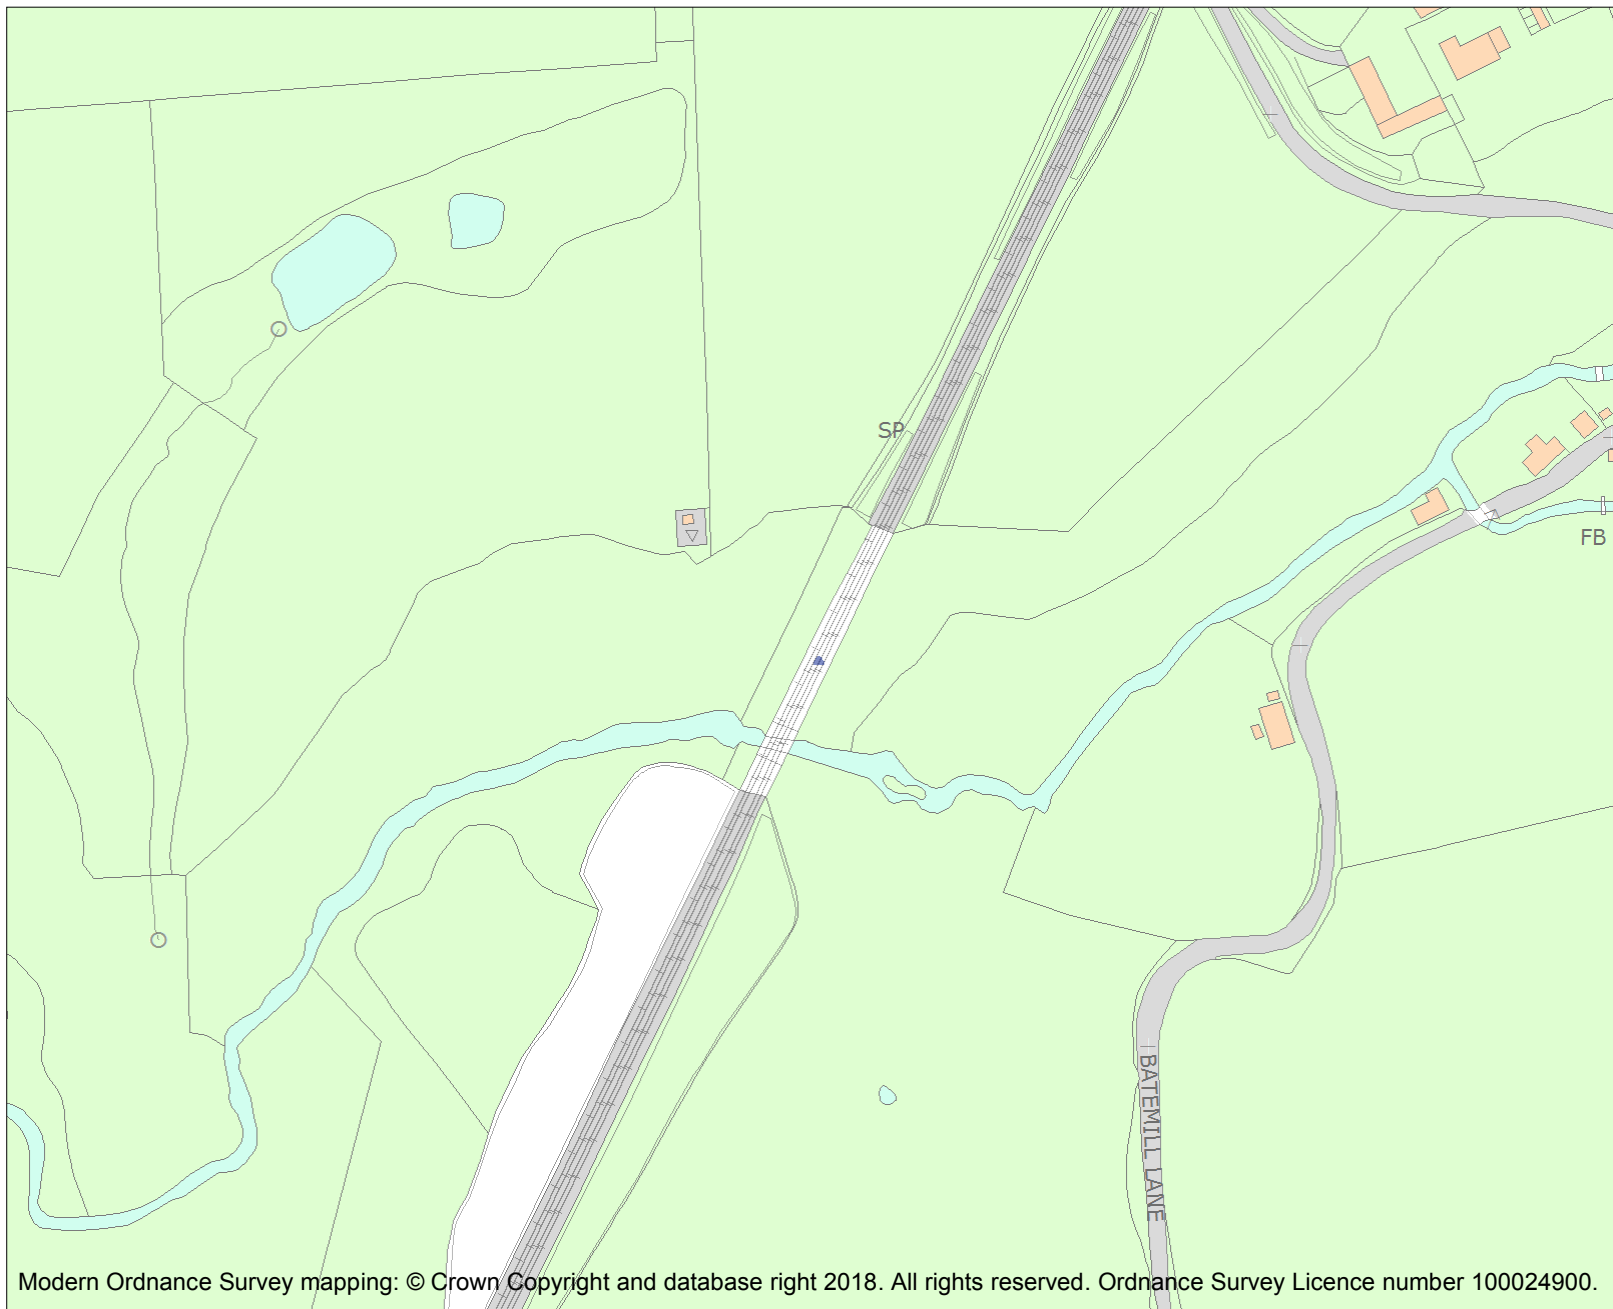 SP
FB
BATEMILL LANE
Modern Ordnance Survey mapping: © Crown Copyright and database right 2018. All rights reserved. Ordnance Survey Licence number 100024900.